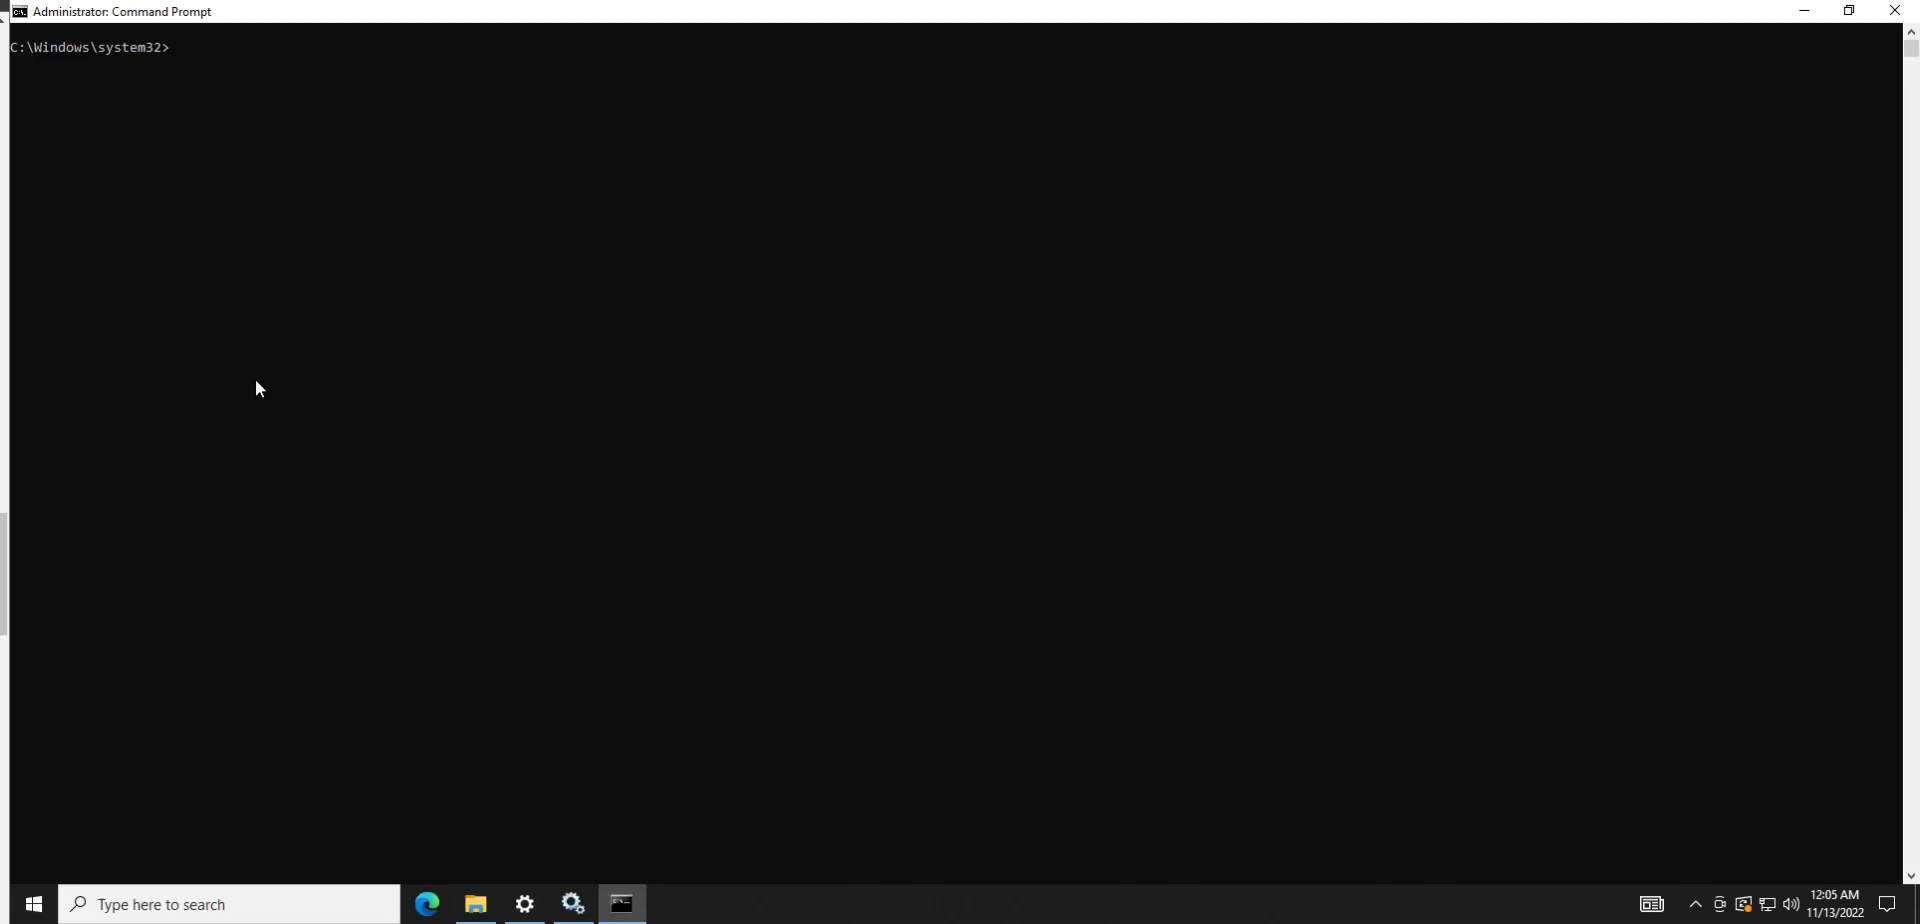 Administrator: Command Prompt
C:\Windows\system32>
Type here to search
12:05 AM
11/13/2022